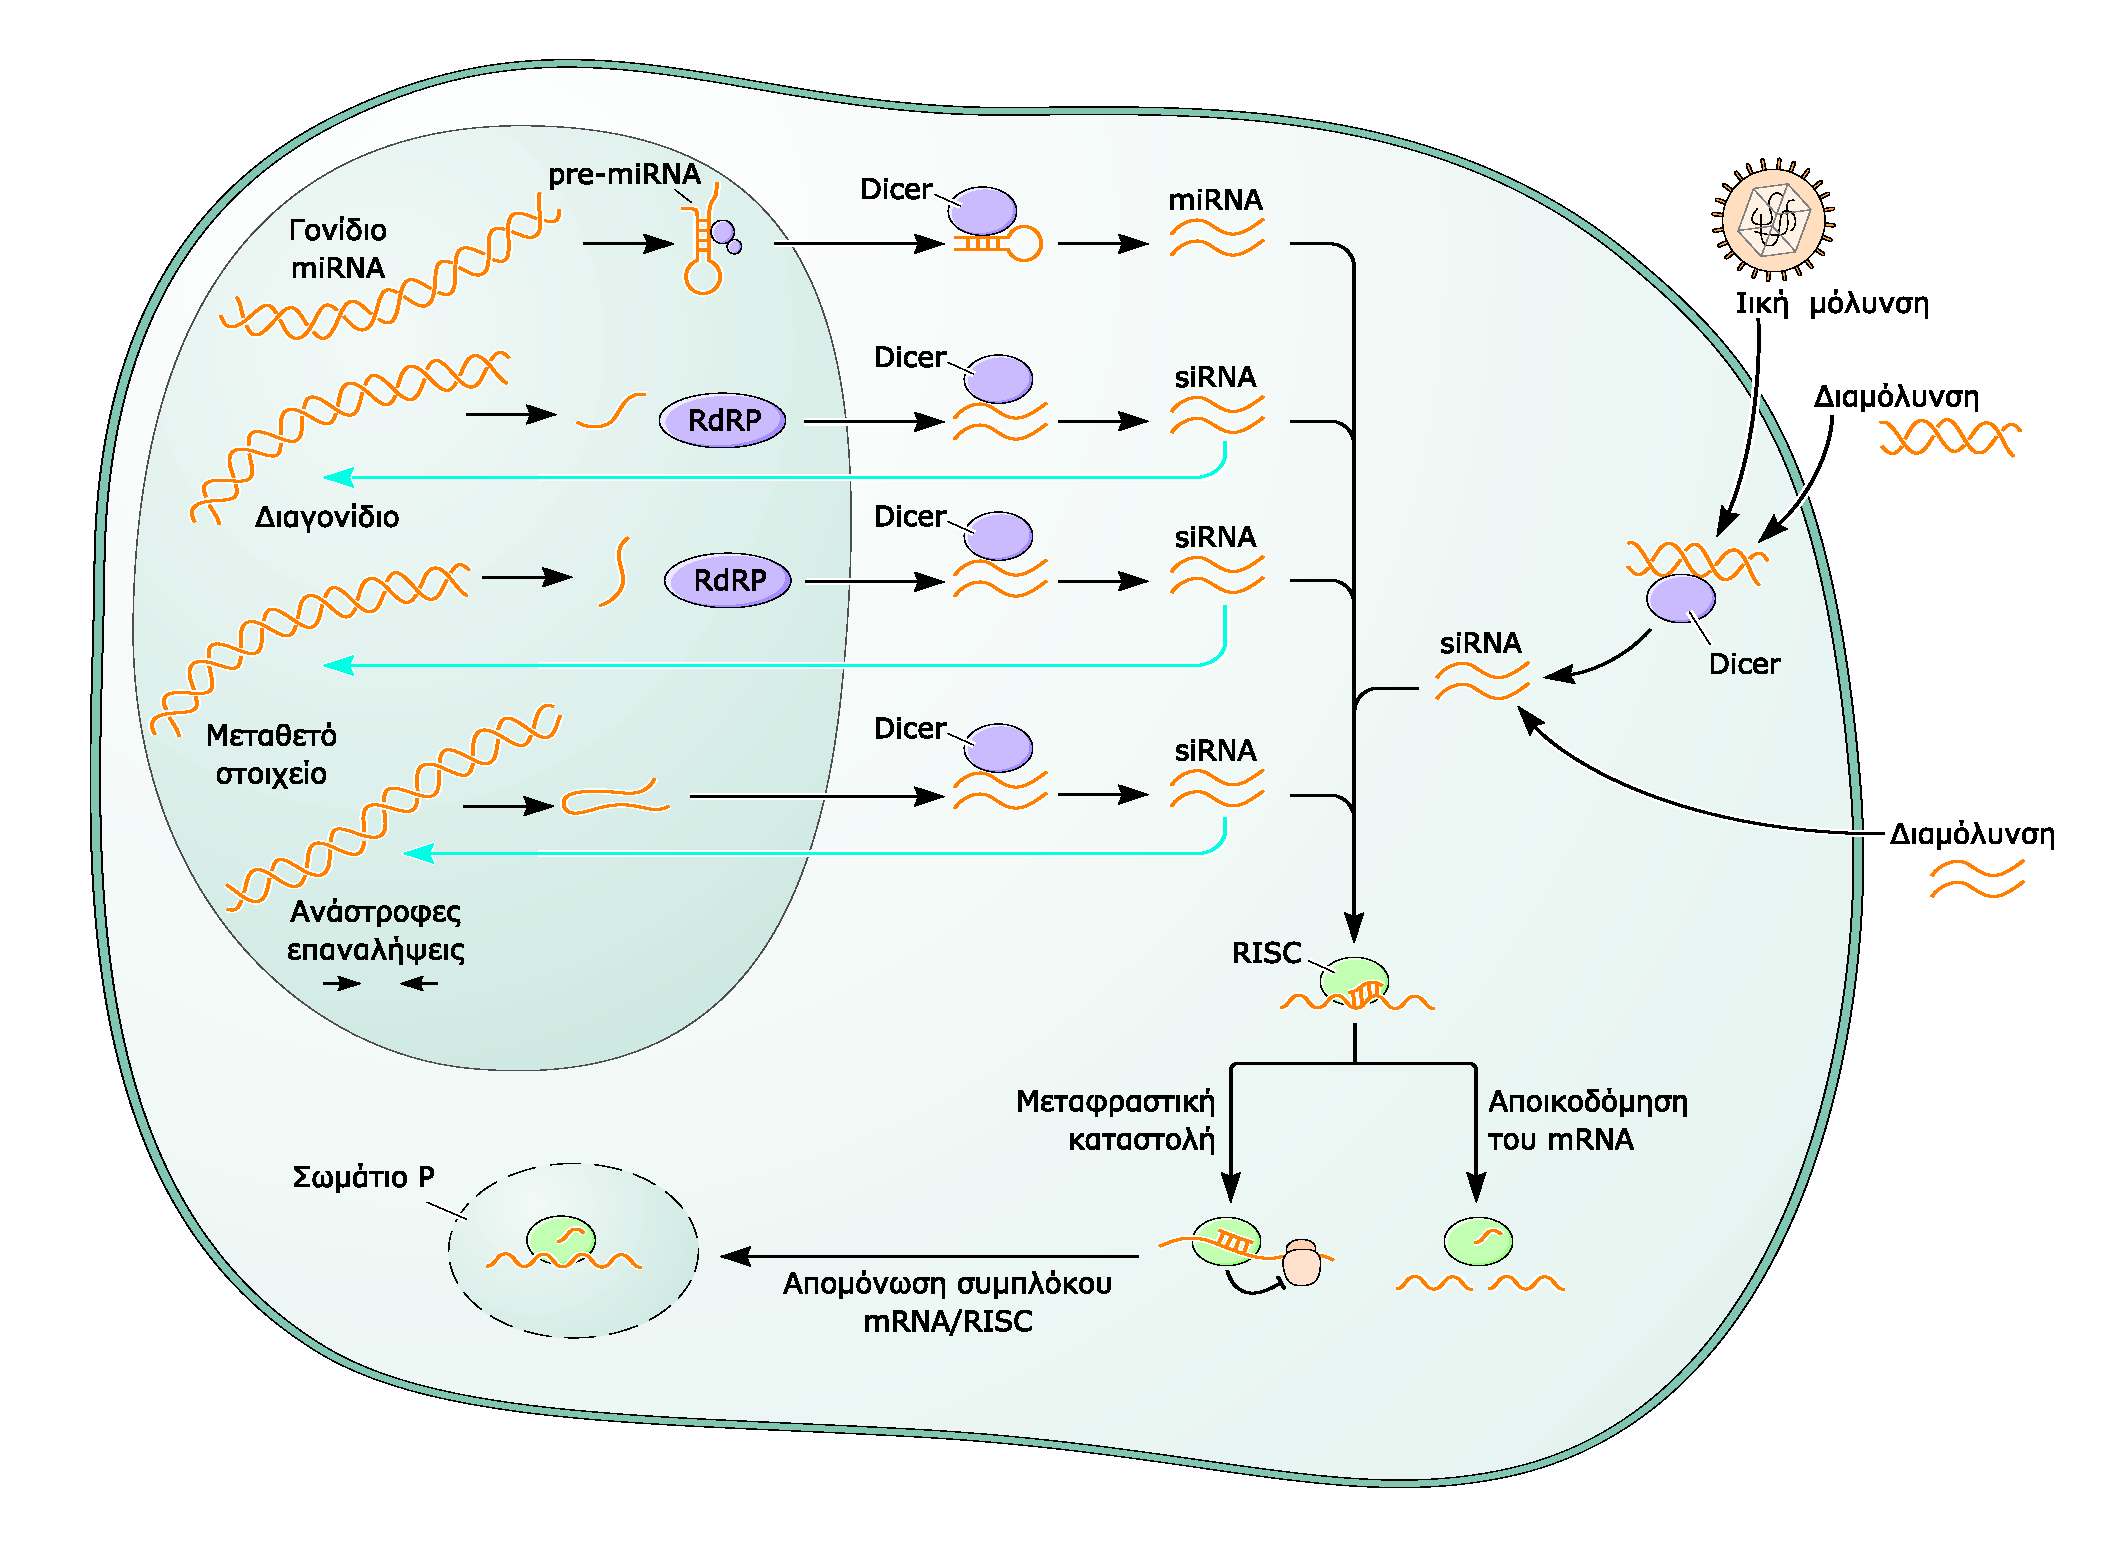 pre-miRNA
Γονίδιο
miRNA
Dicer
miRNA
Ιική μόλυνση
Dicer
siRNA
RdRP
Διαμόλυνση
Διαγονίδιο
Dicer
siRNA
RdRP
siRNA
Dicer
Μεταθετό
στοιχείο
Dicer
siRNA
Διαμόλυνση
Ανάστροφες
επαναλήψεις
RISC
Μεταφραστική
καταστολή
Αποικοδόμηση
του mRNA
Σωμάτιο P
Απομόνωση συμπλόκου
mRNA/RISC